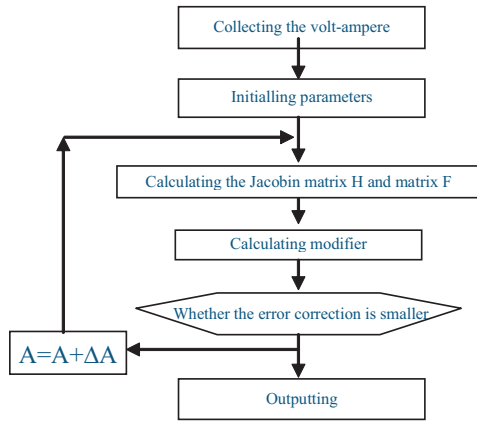 Collecting the volt-ampere
Initialling parameters
Calculating the Jacobin matrix H and matrix F
Calculating modifier
Whether the error correction is smaller
A=A+ΔA
Outputting